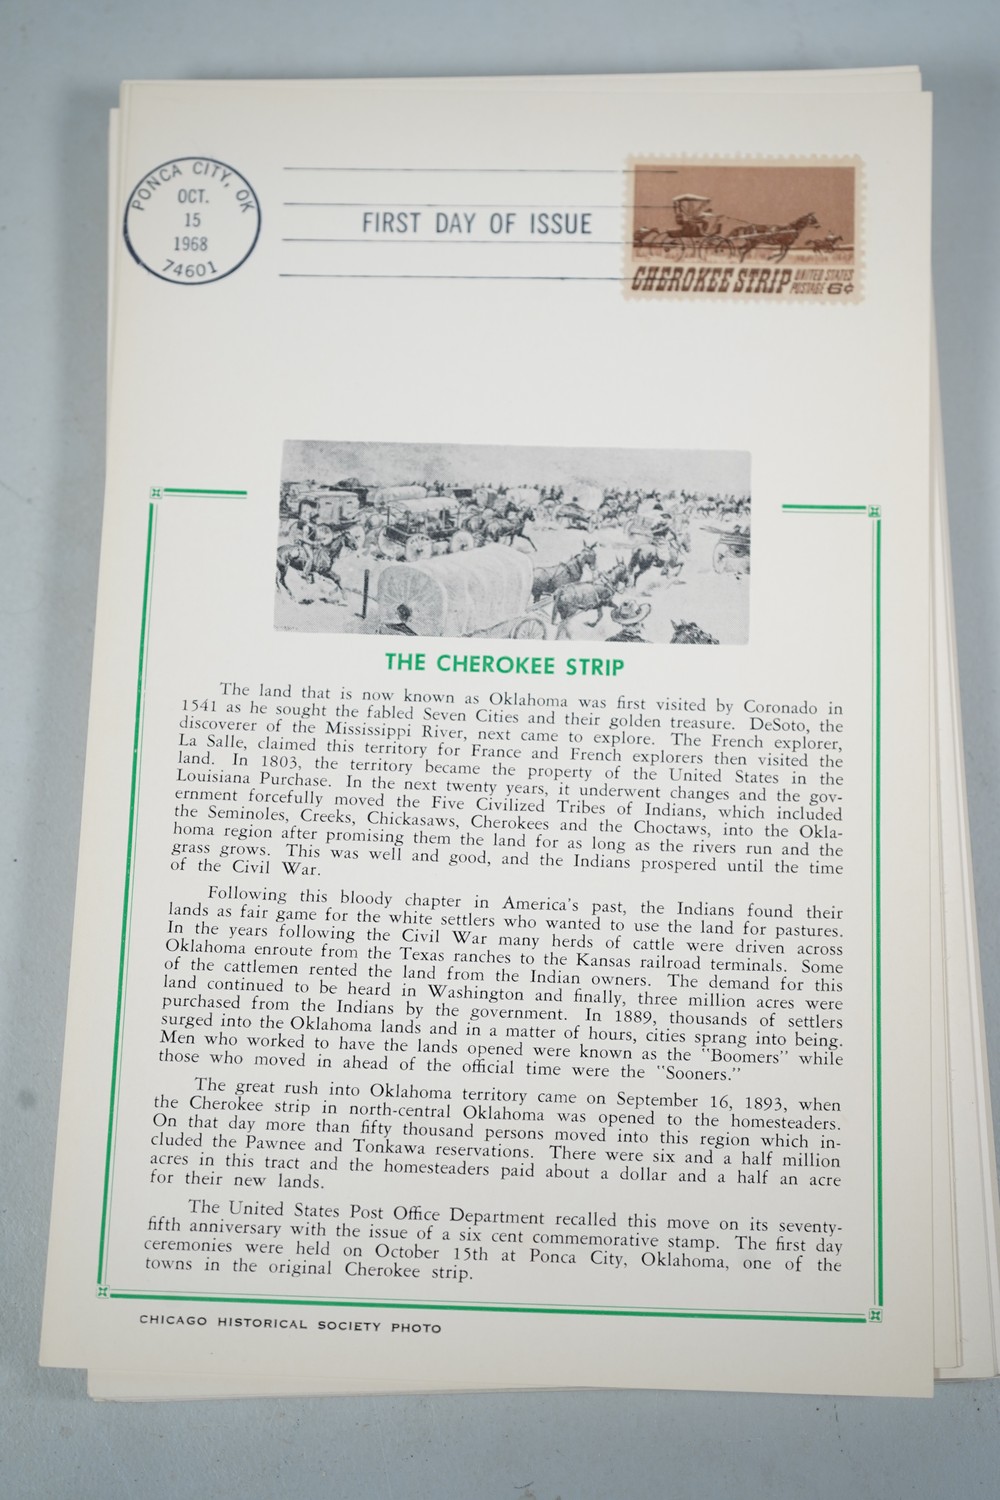 PONCA CITY, OK
OCT.
15
1968
74601
FIRST DAY OF ISSUE
CHEROKEE STRIP UNITED STATES
POSTAGE 6¢
THE CHEROKEE STRIP
The land that is now known as Oklahoma was first visited by Coronado in
1541 as he sought the fabled Seven Cities and their golden treasure. DeSoto, the
discoverer of the Mississippi River, next came to explore. The French explorer,
La Salle, claimed this territory for France and French explorers then visited the
land. In 1803, the territory became the property of the United States in the
Louisiana Purchase. In the next twenty years, it underwent changes and the gov-
ernment forcefully moved the Five Civilized Tribes of Indians, which included
the Seminoles, Creeks, Chickasaws, Cherokees and the Choctaws, into the Okla-
homa region after promising them the land for as long as the rivers run and the
grass grows. This was well and good, and the Indians prospered until the time
of the Civil War.
Following this bloody chapter in America's past, the Indians found their
lands as fair game for the white settlers who wanted to use the land for pastures.
In the years following the Civil War many herds of cattle were driven across
Oklahoma enroute from the Texas ranches to the Kansas railroad terminals. Some
of the cattlemen rented the land from the Indian owners. The demand for this
land continued to be heard in Washington and finally, three million acres were
purchased from the Indians by the government. In 1889, thousands of settlers
surged into the Oklahoma lands and in a matter of hours, cities sprang into being.
Men who worked to have the lands opened were known as the "Boomers" while
those who moved in ahead of the official time were the "Sooners."
The great rush into Oklahoma territory came on September 16, 1893, when
the Cherokee strip in north-central Oklahoma was opened to the homesteaders.
On that day more than fifty thousand persons moved into this region which in-
cluded the Pawnee and Tonkawa reservations. There were six and a half million
acres in this tract and the homesteaders paid about a dollar and a half an acre
for their new lands.
The United States Post Office Department recalled this move on its seventy-
fifth anniversary with the issue of a six cent commemorative stamp. The first day
ceremonies were held on October 15th at Ponca City, Oklahoma, one of the
towns in the original Cherokee strip.
CHICAGO HISTORICAL SOCIETY PHOTO